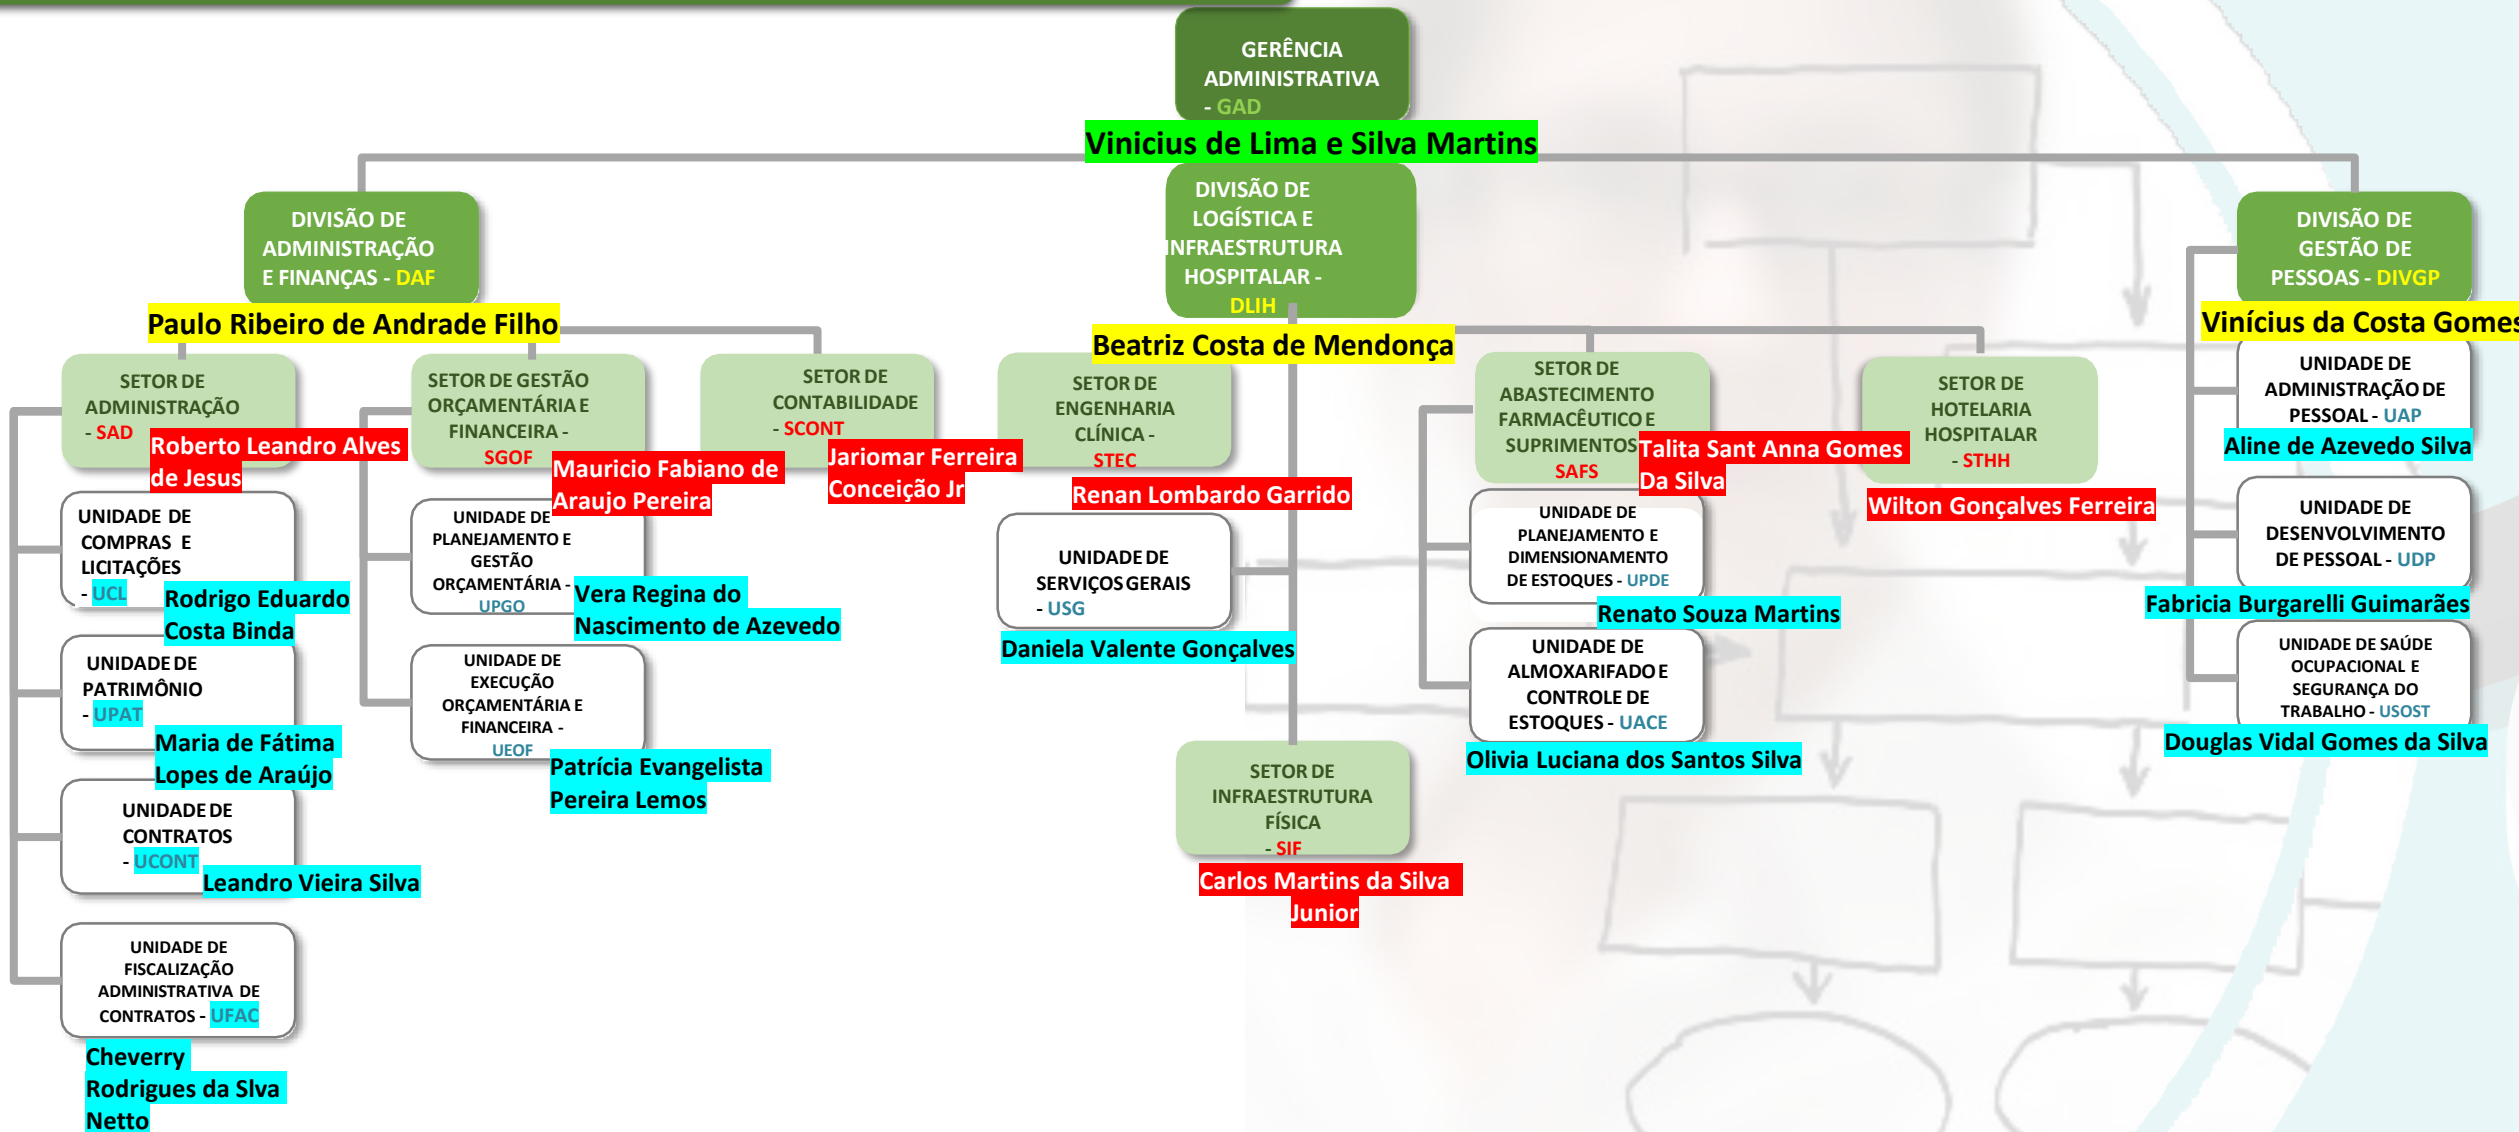 GERÊNCIA
ADMINISTRATIVA
- GAD
Vinicius de Lima e Silva Martins
DIVISÃO DE
ADMINISTRAÇÃO
E FINANÇAS - DAF
Paulo Ribeiro de Andrade Filho
SETOR DE
ADMINISTRAÇÃO
- SAD
Roberto Leandro Alves
de Jesus
UNIDADE DE
COMPRAS E
LICITAÇÕES
- UCL
Rodrigo Eduardo
Costa Binda
UNIDADE DE
PATRIMÔNIO
- UPAT
Maria de Fátima
Lopes de Araújo
UNIDADE DE
CONTRATOS
- UCONT
Leandro Vieira Silva
UNIDADE DE
FISCALIZAÇÃO
ADMINISTRATIVA DE
CONTRATOS - UFAC
Cheverry
Rodrigues da Slva
Netto
SETOR DE GESTÃO
ORÇAMENTÁRIA E
FINANCEIRA -
SGOF
Mauricio Fabiano de
Araujo Pereira
UNIDADE DE
PLANEJAMENTO E
GESTÃO
ORÇAMENTÁRIA -
UPGO
Vera Regina do
Nascimento de Azevedo
UNIDADE DE
EXECUÇÃO
ORÇAMENTÁRIA E
FINANCEIRA -
UEOF
Patrícia Evangelista
Pereira Lemos
SETOR DE
CONTABILIDADE
- SCONT
Jariomar Ferreira
Conceição Jr
DIVISÃO DE
LOGÍSTICA E
INFRAESTRUTURA
HOSPITALAR -
DLIH
Beatriz Costa de Mendonça
SETOR DE
ENGENHARIA
CLÍNICA -
STEC
Renan Lombardo Garrido
UNIDADE DE
SERVIÇOS GERAIS
- USG
Daniela Valente Gonçalves
SETOR DE
INFRAESTRUTURA
FÍSICA
- SIF
Carlos Martins da Silva
Junior
SETOR DE
ABASTECIMENTO
FARMACÊUTICO E
SUPRIMENTOS
SAFS
Talita Sant Anna Gomes
Da Silva
UNIDADE DE
PLANEJAMENTO E
DIMENSIONAMENTO
DE ESTOQUES - UPDE
Renato Souza Martins
UNIDADE DE
ALMOXARIFADO E
CONTROLE DE
ESTOQUES - UACE
Olivia Luciana dos Santos Silva
SETOR DE
HOTELARIA
HOSPITALAR
- STHH
Wilton Gonçalves Ferreira
DIVISÃO DE
GESTÃO DE
PESSOAS - DIVGP
Vinícius da Costa Gomes
UNIDADE DE
ADMINISTRAÇÃO DE
PESSOAL - UAP
Aline de Azevedo Silva
UNIDADE DE
DESENVOLVIMENTO
DE PESSOAL - UDP
Fabricia Burgarelli Guimarães
UNIDADE DE SAÚDE
OCUPACIONAL E
SEGURANÇA DO
TRABALHO - USOST
Douglas Vidal Gomes da Silva